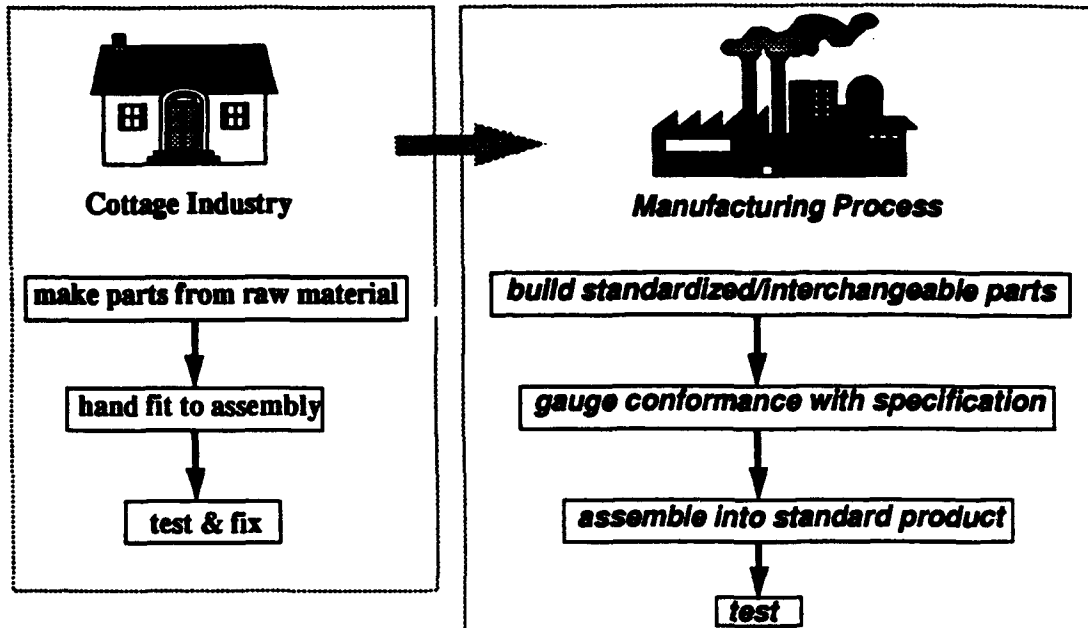 Cottage Industry
make parts from raw material
hand fit to assembly
test & fix
Manufacturing Process
build standardized/interchangeable parts
gauge conformance with specification
assemble into standard product
test